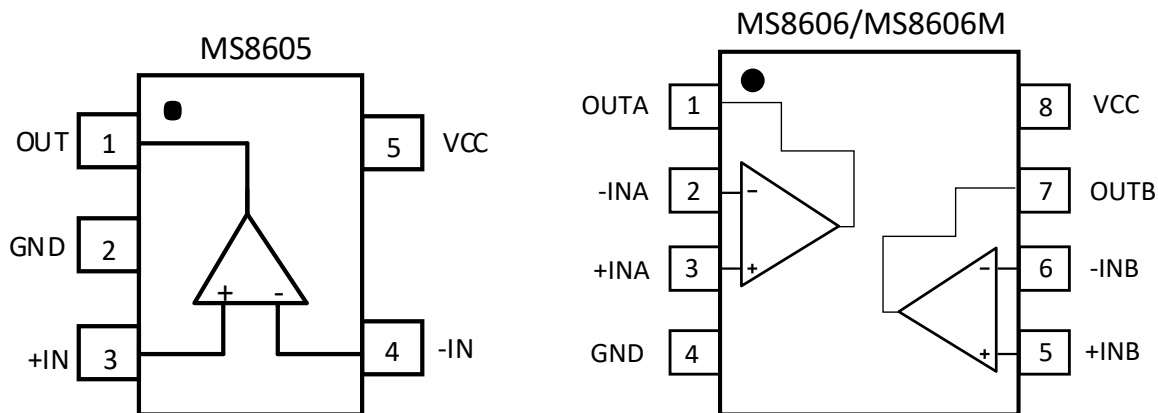 MS8605
OUT 1
5 VCC
GND 2
+IN 3
4 -IN
+ -
MS8606/MS8606M
OUTA 1
8 VCC
-INA 2 -
7 OUTB
+INA 3 +
- 6 -INB
GND 4
+ 5 +INB